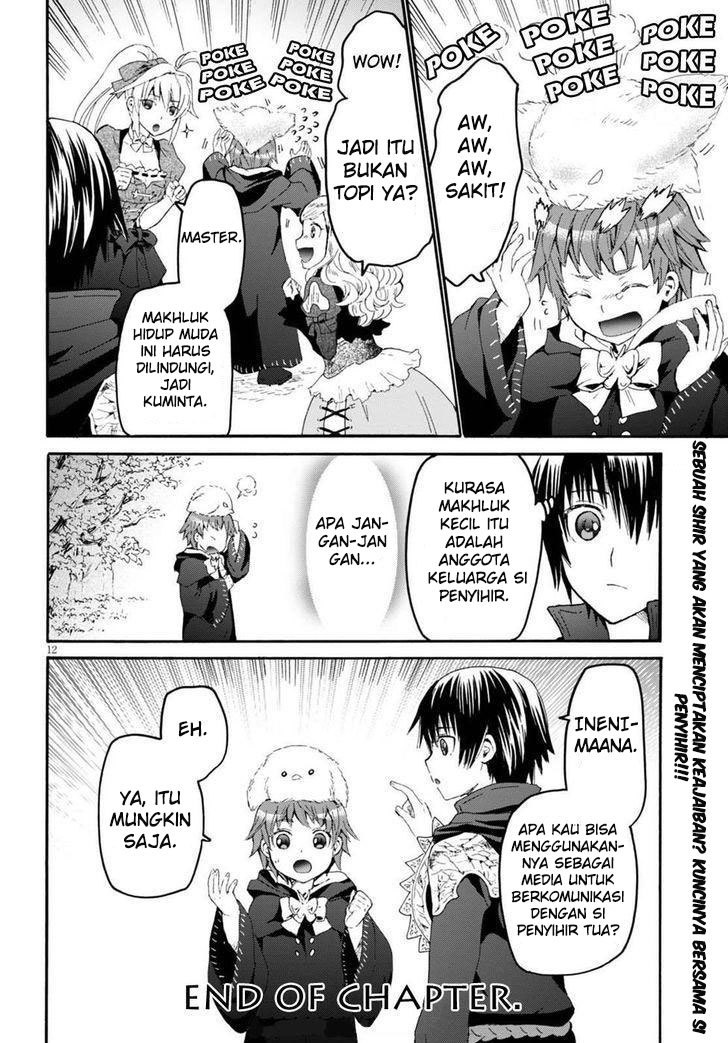 POKE
POKE
POKE
POKE
POKE
POKE
POKE
AW,
AW,
AW,
SAKIT!
POKE
POKE
POKE
POKE
POKE
POKE
WOW!
JADI ITU
BUKAN
TOPI YA?
MASTER.
MAKHLUK
HIDUP MUDA
INI HARUS
DILINDUNGI,
JADI
KUMINTA.
KURASA
MAKHLUK
KECIL ITU
ADALAH
ANGGOTA
KELUARGA SI
PENYIHIR.
APA JAN-
GAN-JAN
GAN...
12
INENI-
MAANA.
APA KAU BISA
MENGGUNAKAN-
NYA SEBAGAI
MEDIA UNTUK
BERKOMUNIKASI
DENGAN SI
PENYIHIR TUA?
EH.
YA, ITU
MUNGKIN
SAJA.
SEBUAH SIHIR YANG AKAN MENCIPTAKAN KEAJAIBAN? KUNCINYA BERSAMA SI
PENYIHIR!!!
END OF CHAPTER.